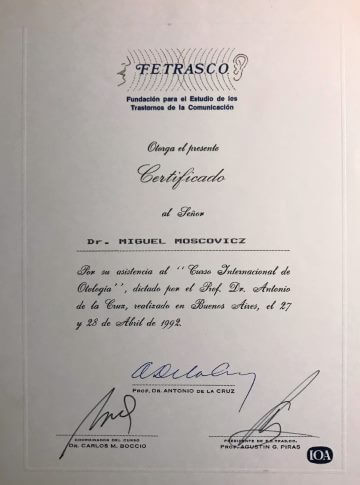 FETRASCO
Fundación para el Estudio de los
Trastornos de la Comunicación
Otorga el presente
Certificado
al Señor
Dr. MIGUEL MOSCOVICZ
Por su asistencia al "Curso Internacional de
Otología", dictado por el Prof. Dr. Antonio
de la Cruz, realizado en Buenos Aires, el 27
y 28 de Abril de 1992.
PROF. DR. ANTONIO DE LA CRUZ
COORDINADOR DEL CURSO
DR. CARLOS M. BOCCIO
PRESIDENTE DE
PROF. AGUSTIN G. PIRAS
IOA